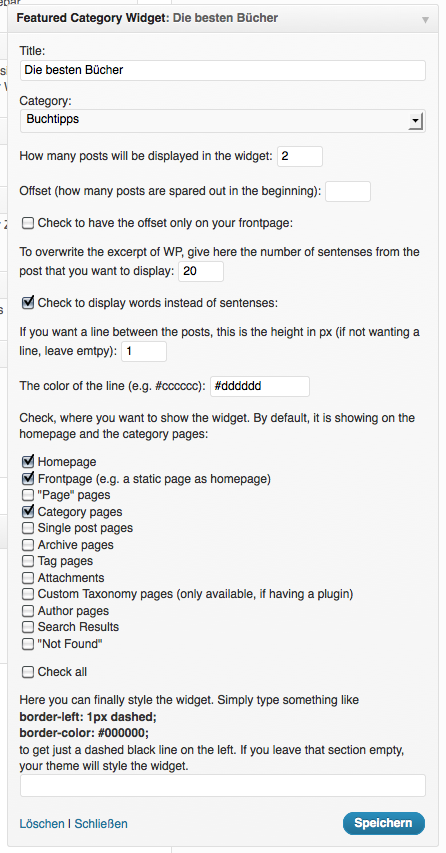 Featured Category Widget: Die besten Bücher
Title:
Die besten Bücher
Category:
Buchtipps
How many posts will be displayed in the widget: 2
Offset (how many posts are spared out in the beginning):
Check to have the offset only on your frontpage:
To overwrite the excerpt of WP, give here the number of sentences from the
post that you want to display: 20
Check to display words instead of sentences:
If you want a line between the posts, this is the height in px (if not wanting a
line, leave emtpy): 1
The color of the line (e.g. #cccccc): #dddddd
Check, where you want to show the widget. By default, it is showing on the
homepage and the category pages:
Homepage
Frontpage (e.g. a static page as homepage)
"Page" pages
Category pages
Single post pages
Archive pages
Tag pages
Attachments
Custom Taxonomy pages (only available, if having a plugin)
Author pages
Search Results
"Not Found"
Check all
Here you can finally style the widget. Simply type something like
border-left: 1px dashed;
border-color: #000000;
to get just a dashed black line on the left. If you leave that section empty,
your theme will style the widget.
Löschen | Schließen
Speichern